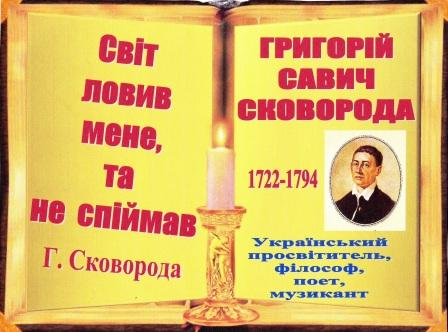 Світ
ловив
мене,
та
не спіймав
Г. Сковорода
ГРИГОРІЙ
САВИЧ
СКОВОРОДА
1722-1794
Український
просвітитель,
філософ,
поет,
музикант